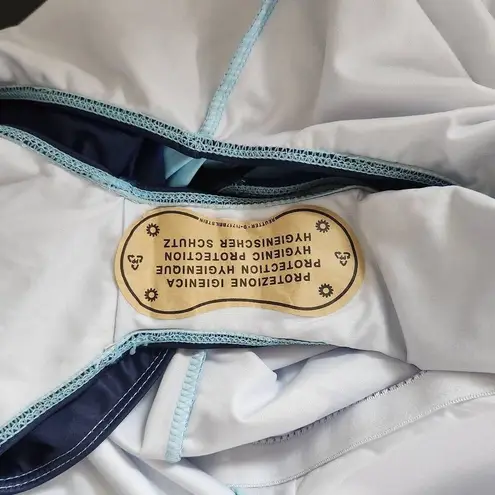 PROTEZIONE IGIENICA
PROTECTION HYGIENIQUE
HYGIENIC PROTECTION
HYGIENISCHER SCHUTZ